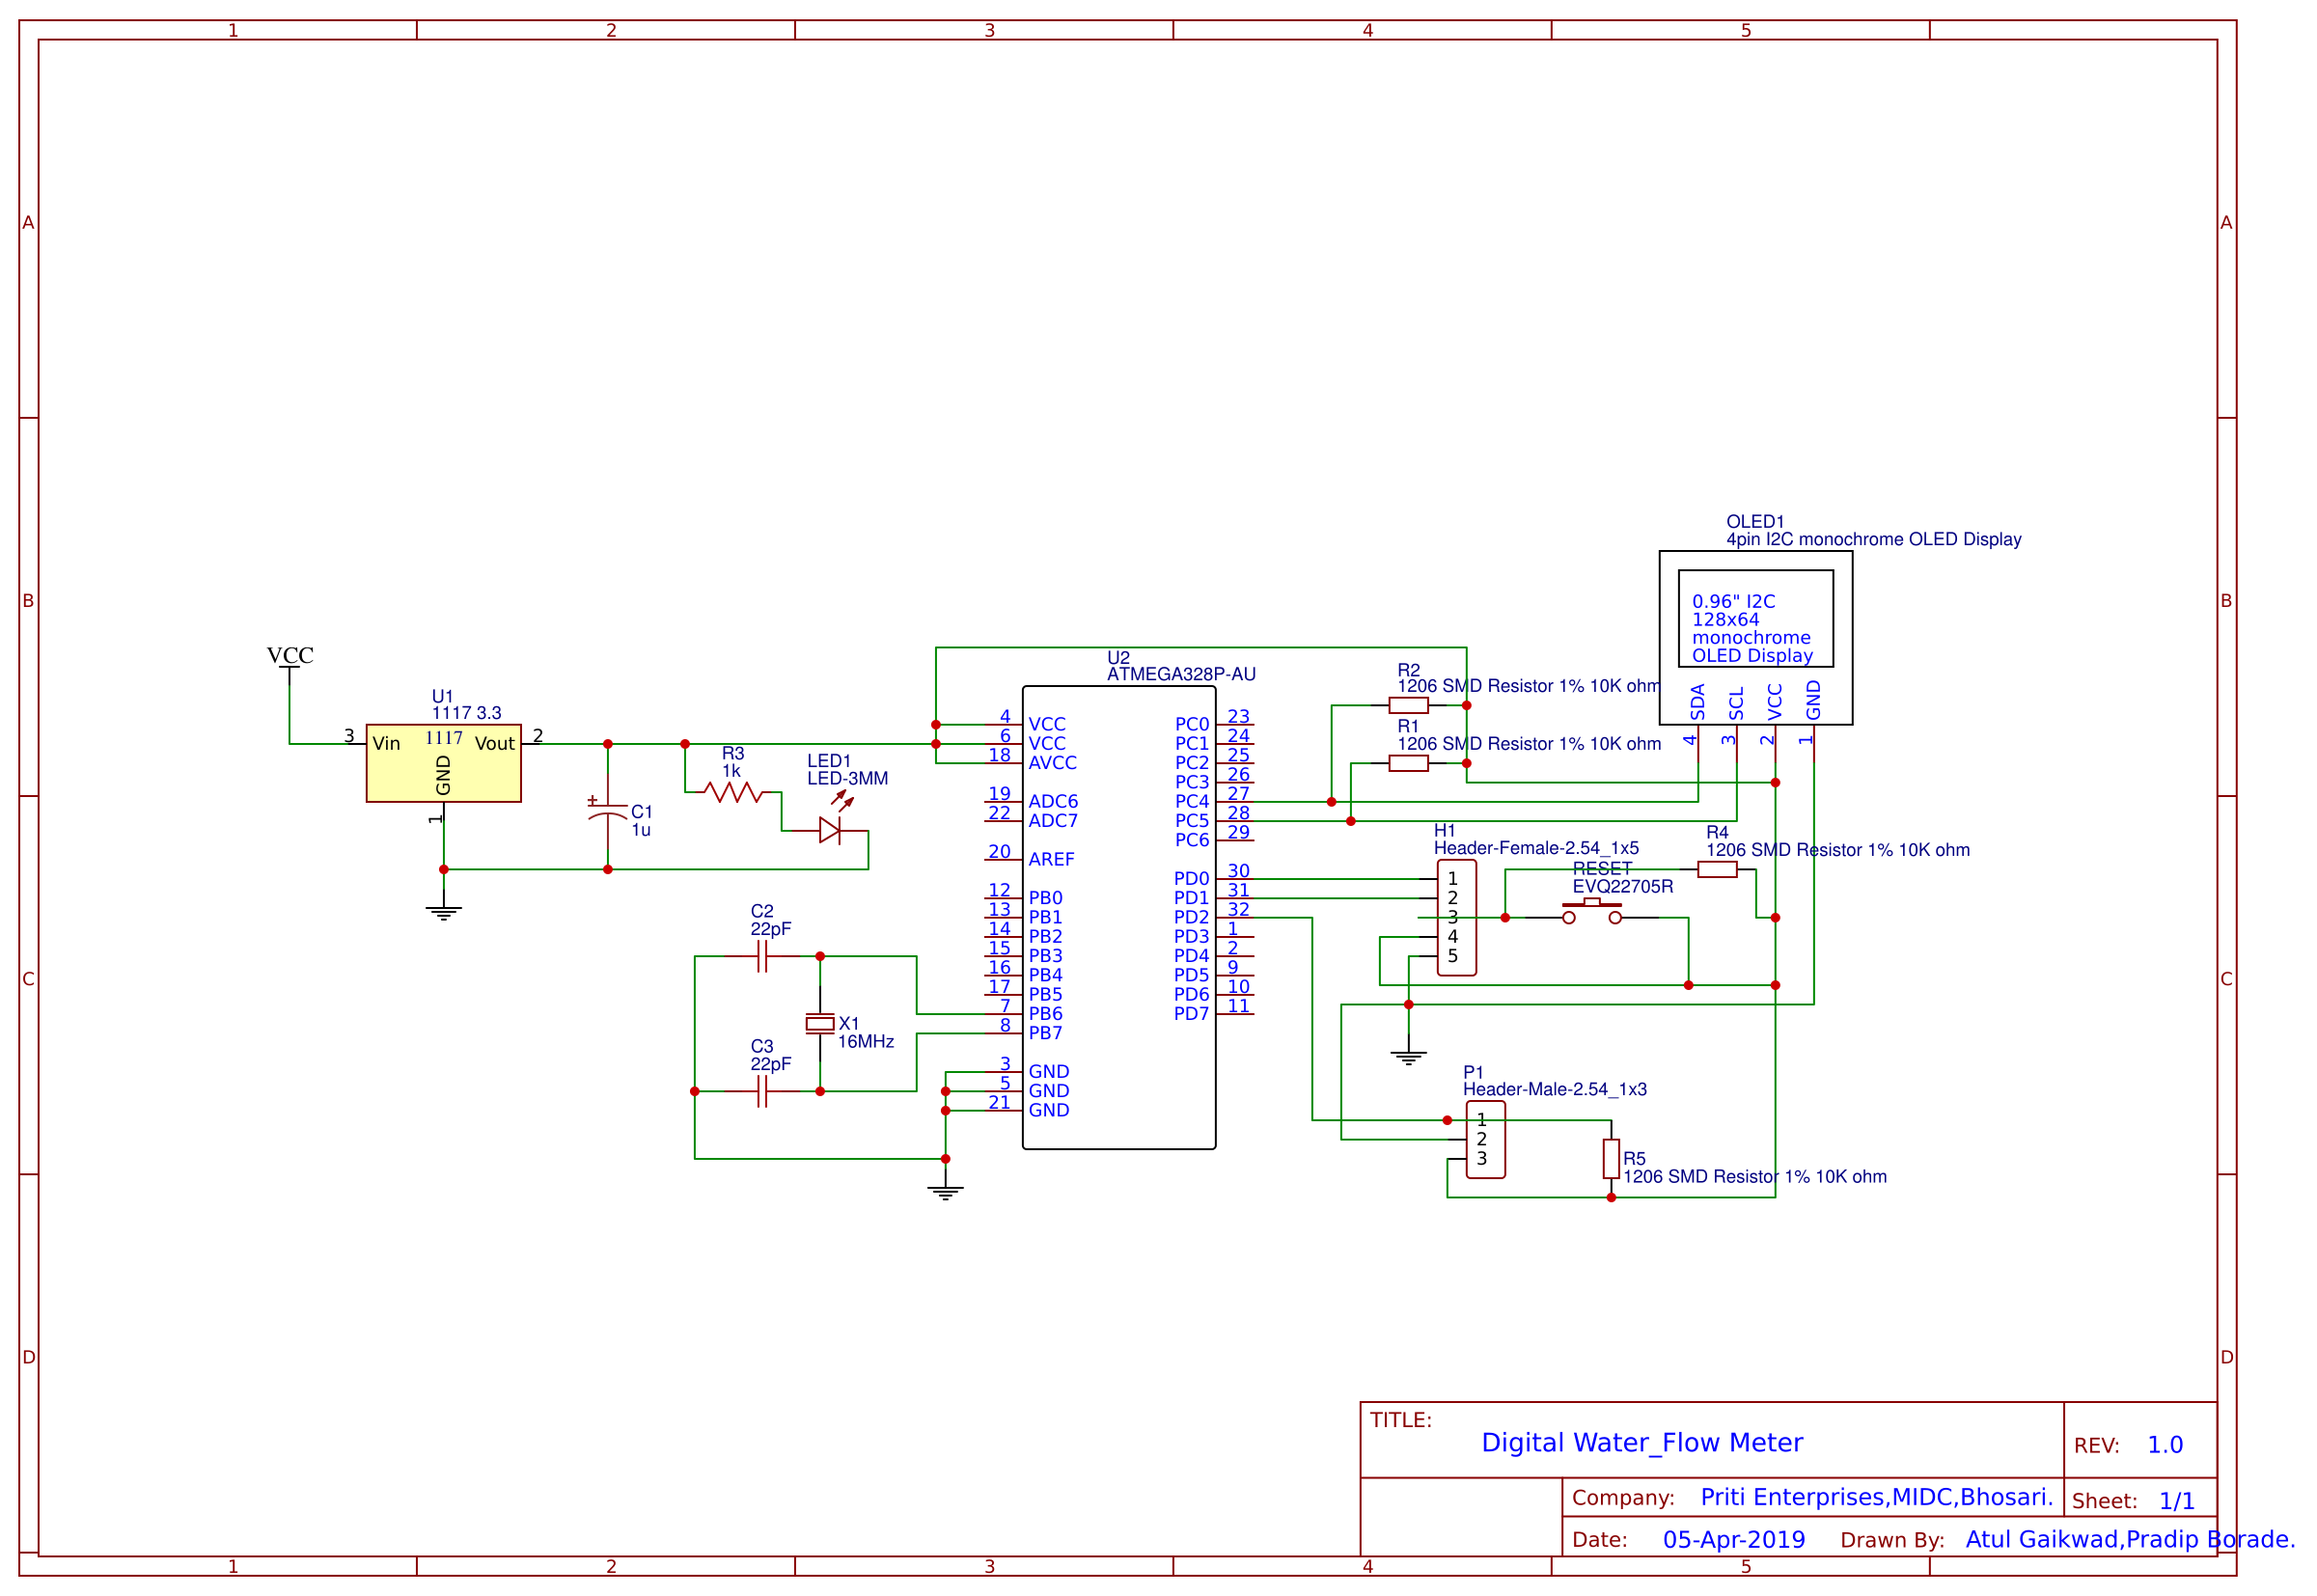 1 2 3 4 5
A A
B B
C C
D D
VCC
U1
1117 3.3
3 Vin 1117 Vout 2
GND
1
C1
1u
R3
1k
LED1
LED-3MM
C2
22pF
X1
16MHz
C3
22pF
U2
ATMEGA328P-AU
4 VCC
6 VCC
18 AVCC
19 ADC6
22 ADC7
20 AREF
12 PB0
13 PB1
14 PB2
15 PB3
16 PB4
17 PB5
7 PB6
8 PB7
3 GND
5 GND
21 GND
PC0 23
PC1 24
PC2 25
PC3 26
PC4 27
PC5 28
PC6 29
PD0 30
PD1 31
PD2 32
PD3 1
PD4 2
PD5 9
PD6 10
PD7 11
R2
1206 SMD Resistor 1% 10K ohm
R1
1206 SMD Resistor 1% 10K ohm
OLED1
4pin I2C monochrome OLED Display
0.96" I2C
128x64
monochrome
OLED Display
SDA SCL VCC GND
4 3 2 1
H1
Header-Female-2.54_1x5
1
2
3
4
5
RESET
EVQ22705R
R4
1206 SMD Resistor 1% 10K ohm
P1
Header-Male-2.54_1x3
1
2
3
R5
1206 SMD Resistor 1% 10K ohm
TITLE:
Digital Water_Flow Meter
REV: 1.0
Company: Priti Enterprises,MIDC,Bhosari.
Sheet: 1/1
Date: 05-Apr-2019 Drawn By: Atul Gaikwad,Pradip Borade.
1 2 3 4 5